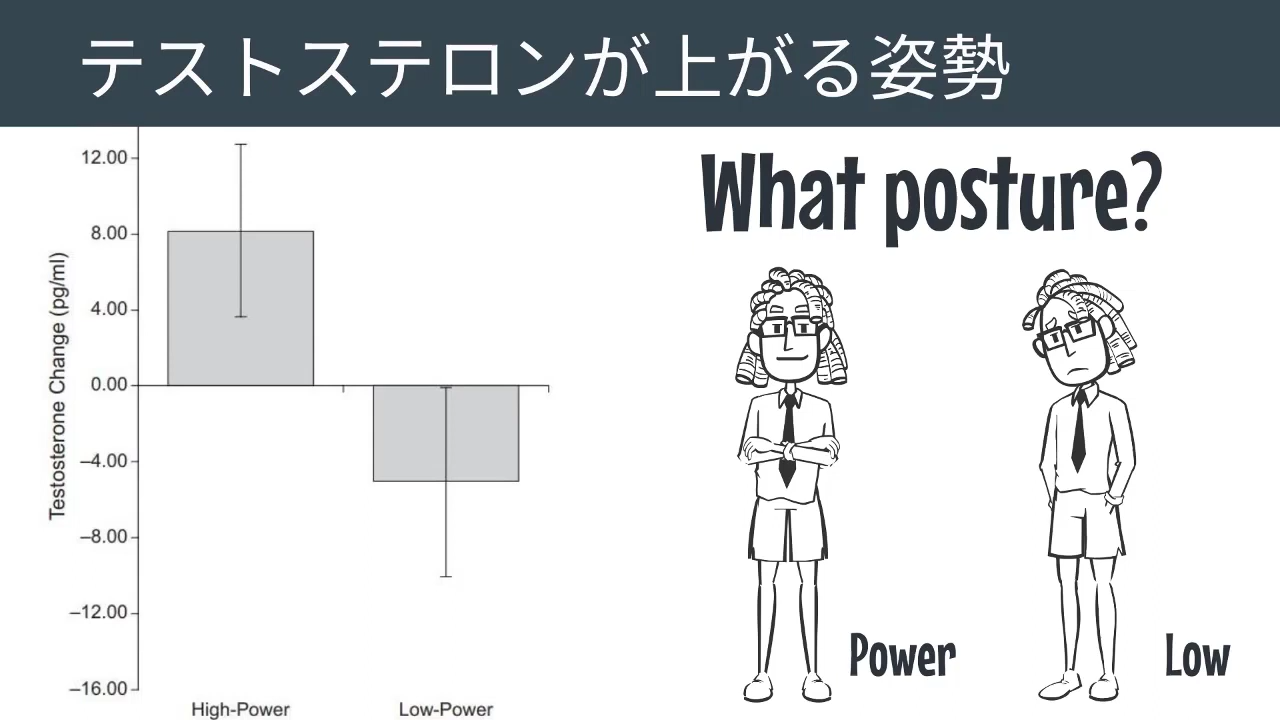 テストステロンが上がる姿勢
Testosterone Change (pg/ml)
12.00
8.00
4.00
0.00
–4.00
–8.00
–12.00
–16.00
High-Power
Low-Power
What posture?
Power
Low